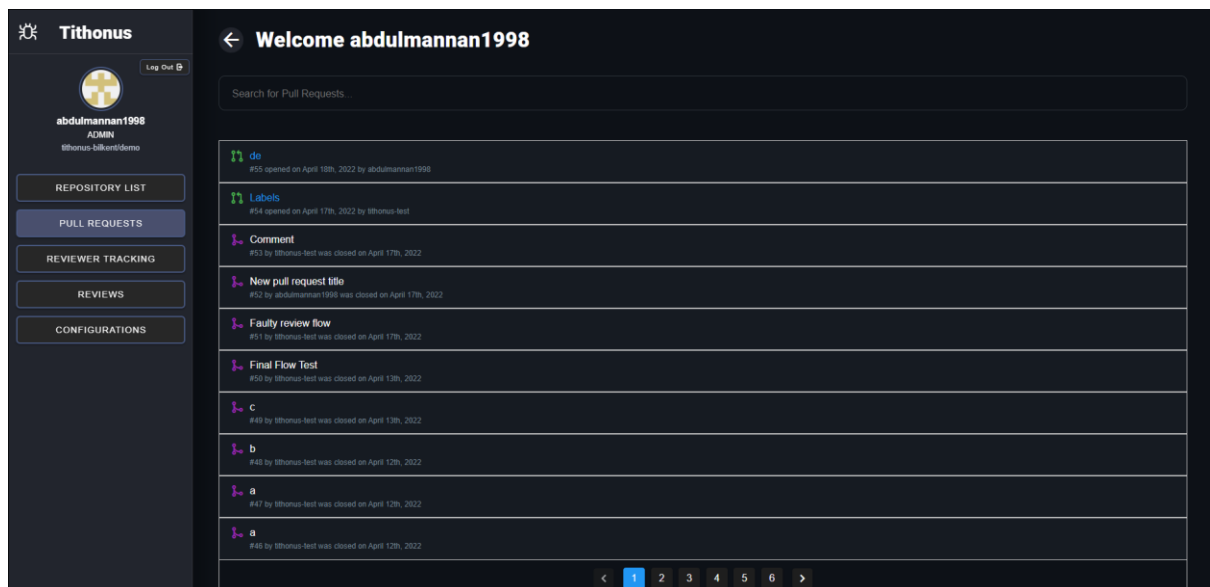 Tithonus
Log Out
abdulmannan1998
ADMIN
tithonus-bilkent/demo
REPOSITORY LIST
PULL REQUESTS
REVIEWER TRACKING
REVIEWS
CONFIGURATIONS
Welcome abdulmannan1998
Search for Pull Requests...
de
#55 opened on April 18th, 2022 by abdulmannan1998
Labels
#54 opened on April 17th, 2022 by tithonus-test
Comment
#53 by tithonus-test was closed on April 17th, 2022
New pull request title
#52 by abdulmannan1998 was closed on April 17th, 2022
Faulty review flow
#51 by tithonus-test was closed on April 17th, 2022
Final Flow Test
#50 by tithonus-test was closed on April 13th, 2022
c
#49 by tithonus-test was closed on April 13th, 2022
b
#48 by tithonus-test was closed on April 12th, 2022
a
#47 by tithonus-test was closed on April 12th, 2022
a
#46 by tithonus-test was closed on April 12th, 2022
< 1 2 3 4 5 6 >